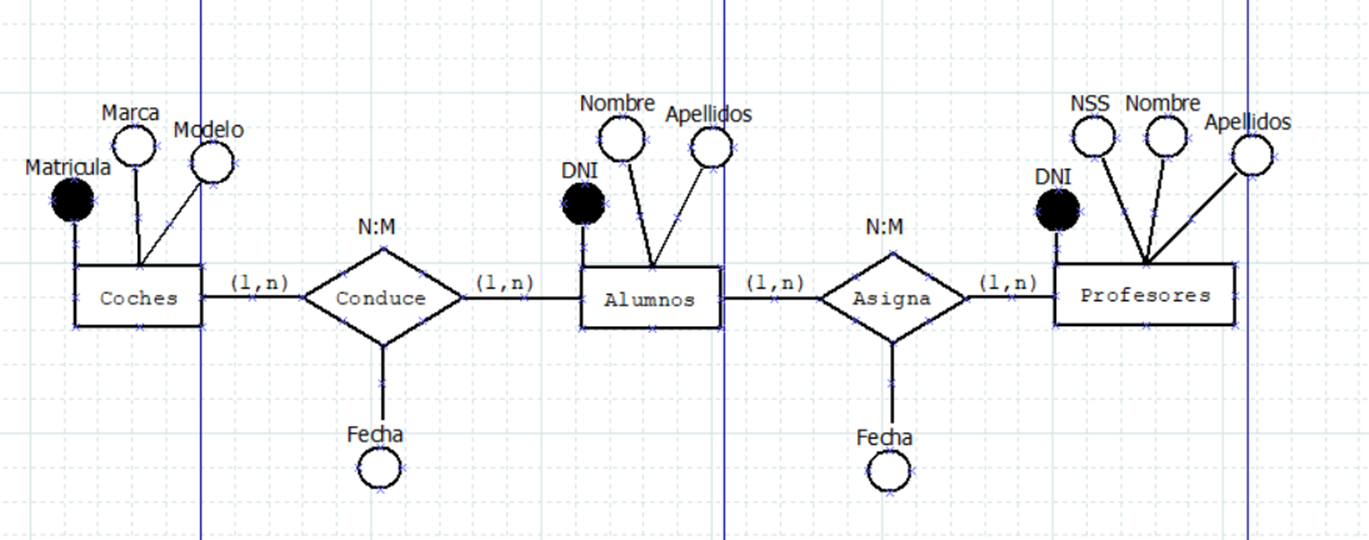 Matricula
Marca
Modelo
Coches
(1,n)
N:M
Conduce
Fecha
(1,n)
DNI
Nombre
Apellidos
Alumnos
(1,n)
N:M
Asigna
Fecha
(1,n)
DNI
NSS
Nombre
Apellidos
Profesores